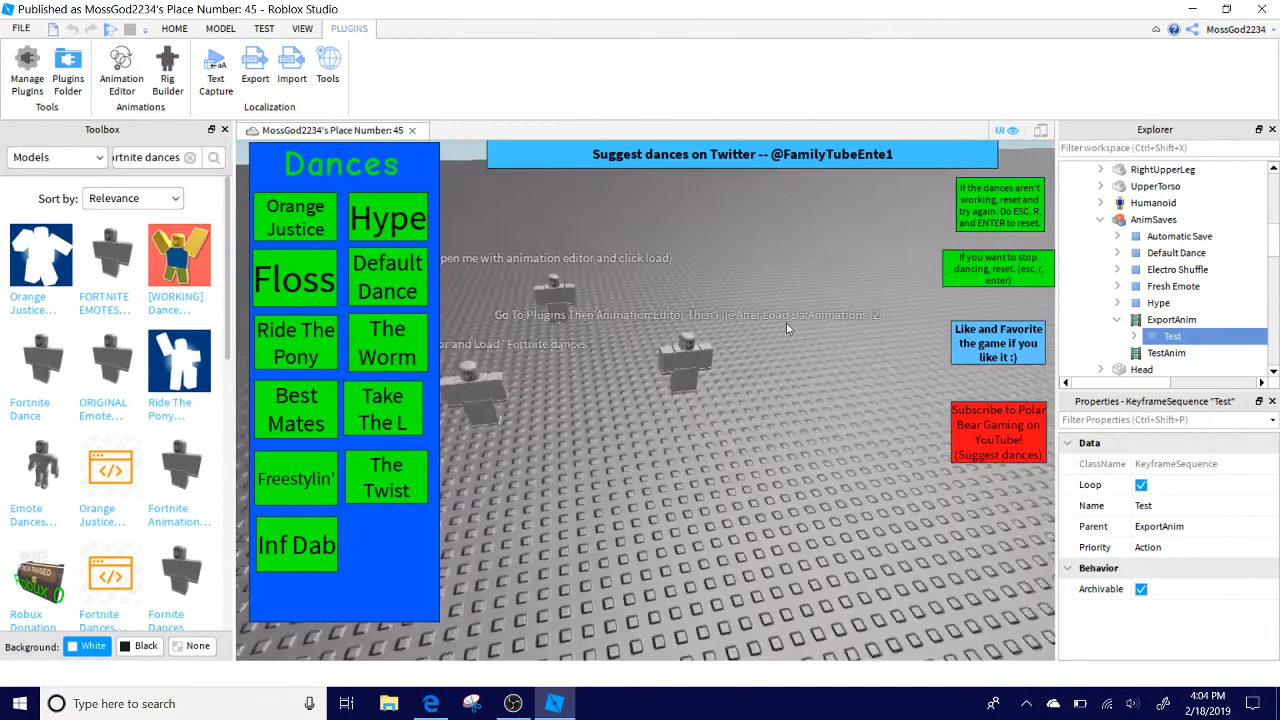 Published as MossGod2234's Place Number: 45 - Roblox Studio
FILE
HOME
MODEL
TEST
VIEW
PLUGINS
MossGod2234
Manage
Plugins
Plugins
Folder
Animation
Editor
Rig
Builder
Text
Capture
Export
Import
Tools
Tools
Animations
Localization
Toolbox
MossGod2234's Place Number: 45
UI
Explorer
Models
ortnite dances
Sort by:
Relevance
Orange
Justice...
FORTNITE
EMOTES...
[WORKING]
Dance...
Fortnite
Dance
ORIGINAL
Emote...
Ride The
Pony...
Emote
Dances...
Orange
Justice...
Fortnite
Animation...
Robux
Donation
Fortnite
Dances...
Fornite
Dances
Background:
White
Black
None
Dances
Orange
Justice
Hype
Floss
Default
Dance
Ride The
Pony
The
Worm
Best
Mates
Take
The L
Freestylin'
The
Twist
Inf Dab
Suggest dances on Twitter -- @FamilyTubeEnte1
pen me with animation editor and click load)
Go To Plugins Then Animation Editor Then File After Load Da Animations (2)
or and Load "Fortnite dances"
If the dances aren't
working, reset and
try again. Do ESC, R,
and ENTER to reset.
If you want to stop
dancing, reset. (esc, r,
enter)
Like and Favorite
the game if you
like it :)
Subscribe to Polar
Bear Gaming on
YouTube!
(Suggest dances)
Filter workspace (Ctrl+Shift+X)
RightUpperLeg
UpperTorso
Humanoid
AnimSaves
Automatic Save
Default Dance
Electro Shuffle
Fresh Emote
Hype
ExportAnim
Test
TestAnim
Head
Properties - KeyframeSequence "Test"
Filter Properties (Ctrl+Shift+P)
Data
ClassName KeyframeSequence
Loop
Name Test
Parent ExportAnim
Priority Action
Behavior
Archivable
Type here to search
4:04 PM
2/18/2019